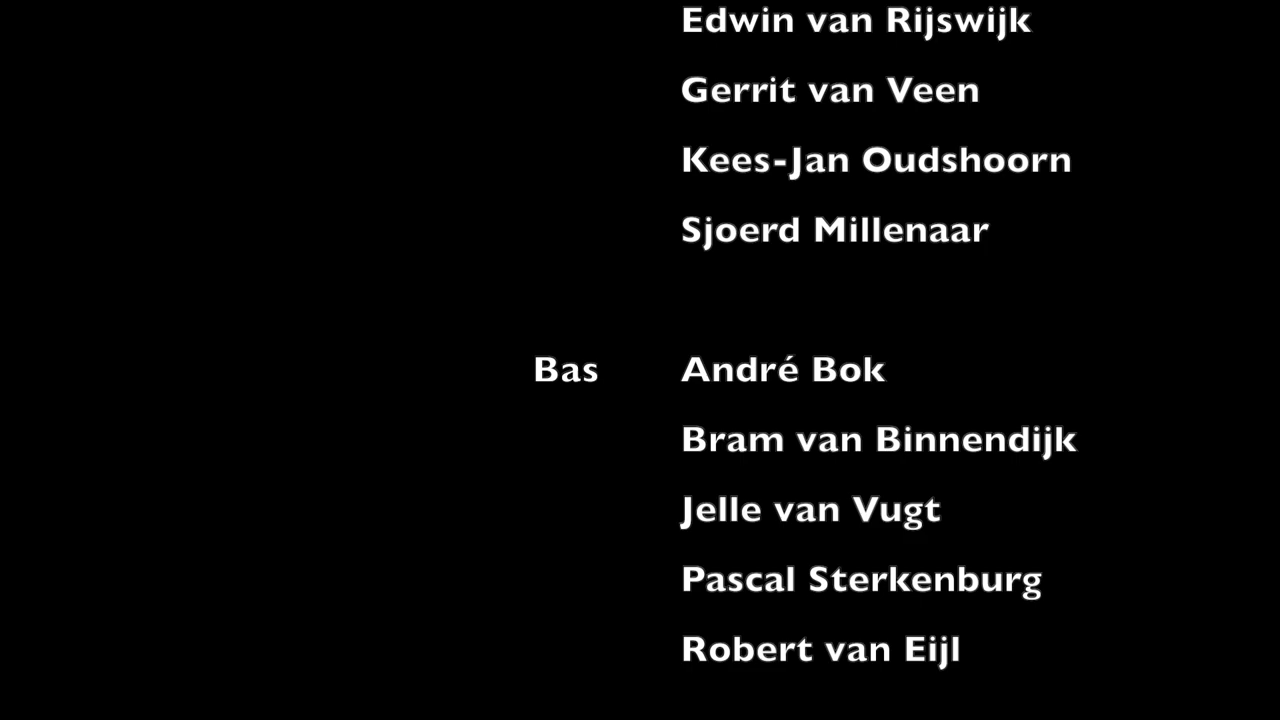 Edwin van Rijswijk
Gerrit van Veen
Kees-Jan Oudshoorn
Sjoerd Millenaar
Bas André Bok
Bram van Binnendijk
Jelle van Vugt
Pascal Sterkenburg
Robert van Eijl